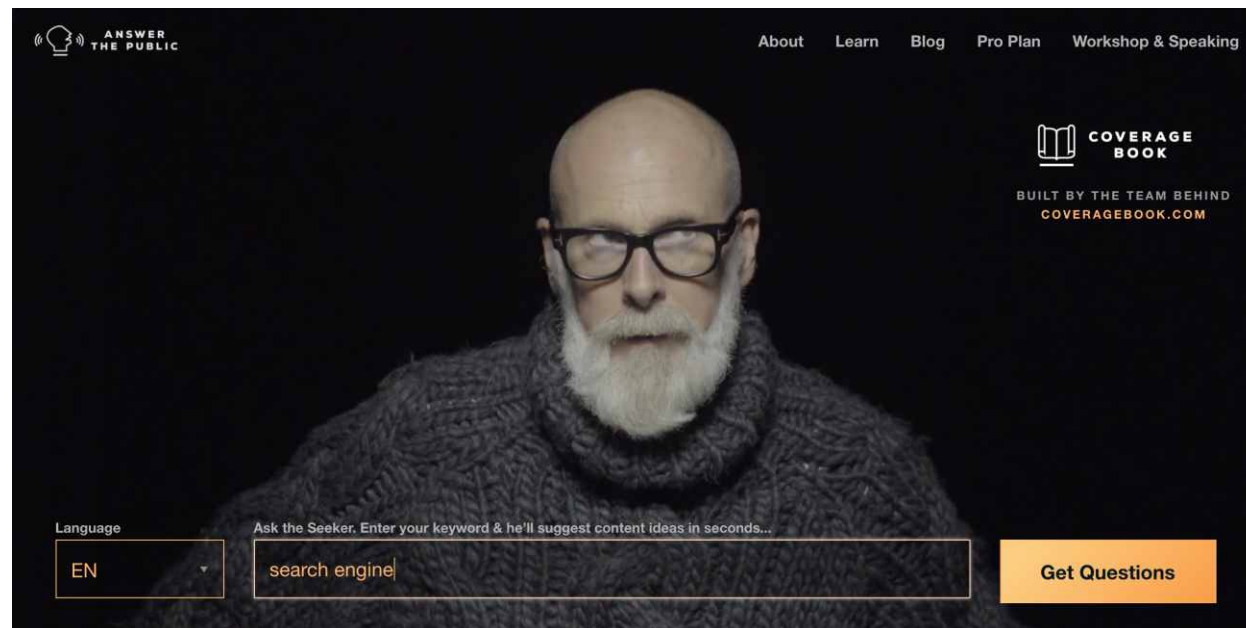 ANSWER
THE PUBLIC
About Learn Blog Pro Plan Workshop & Speaking
COVERAGE
BOOK
BUILT BY THE TEAM BEHIND
COVERAGEBOOK.COM
Language
Ask the Seeker. Enter your keyword & he'll suggest content ideas in seconds...
EN
search engine
Get Questions